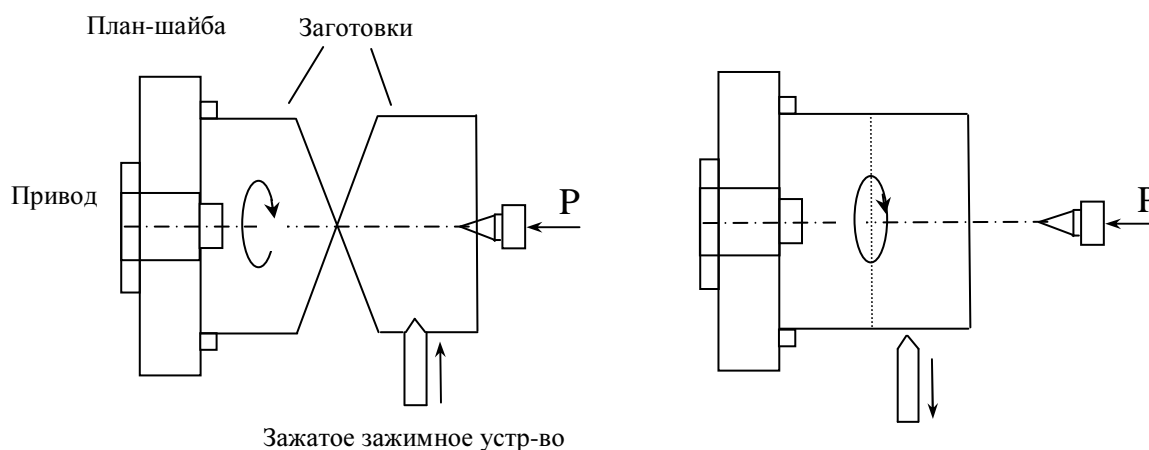 План-шайба
Заготовки
Привод
P
P
Зажатое зажимное устр-во